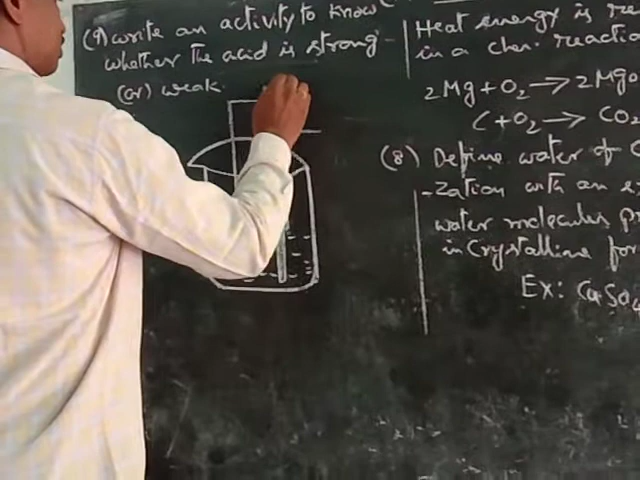 (9) write an activity to know
whether the acid is strong
(or) weak.
Heat energy is
in a chem. reaction
2Mg + O₂ → 2MgO
C + O₂ → CO₂
(8) Define water of
-zation with an
water molecules
in Crystalline for
Ex: CaSO₄